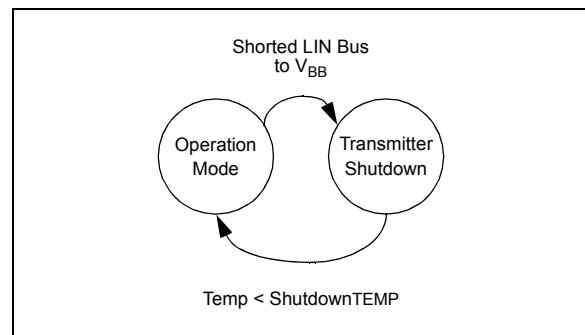 Shorted LIN Bus
to VBB
Operation
Mode
Transmitter
Shutdown
Temp < ShutdownTEMP